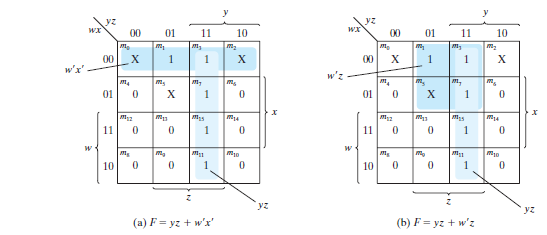 y
yz
wx
00 01 11 10
00 m0 X m1 1 m3 1 m2 X
w'x'
01 m4 0 m5 X m7 1 m6 0
x
11 m12 0 m13 0 m15 1 m14 0
w
10 m8 0 m9 0 m11 1 m10 0
z
yz
(a) F = yz + w'x'
y
yz
wx
00 01 11 10
00 m0 X m1 1 m3 1 m2 X
w'z
01 m4 0 m5 X m7 1 m6 0
x
11 m12 0 m13 0 m15 1 m14 0
w
10 m8 0 m9 0 m11 1 m10 0
z
yz
(b) F = yz + w'z